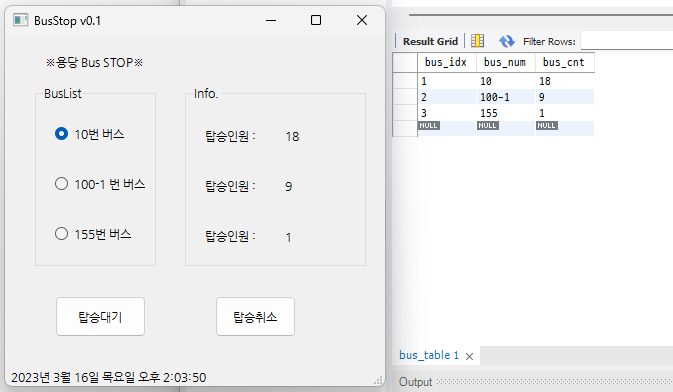 BusStop v0.1
※용당 Bus STOP※
BusList
10번 버스
100-1 번 버스
155번 버스
Info.
탑승인원 : 18
탑승인원 : 9
탑승인원 : 1
탑승대기 탑승취소
2023년 3월 16일 목요일 오후 2:03:50
Result Grid Filter Rows:
bus_idx bus_num bus_cnt
1 10 18
2 100-1 9
3 155 1
NULL NULL NULL
bus_table 1
Output